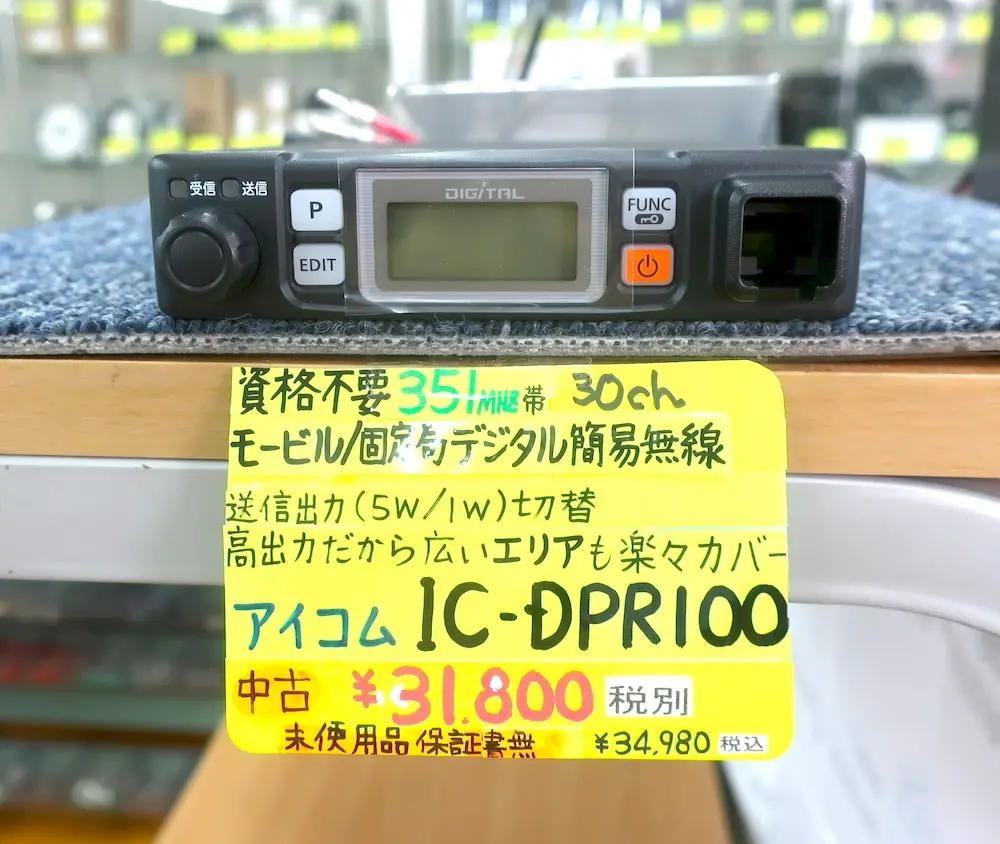 受信 送信
P
EDIT
DIGITAL
FUNC
資格不要 351MHz帯 30ch
モービル/固定局デジタル簡易無線
送信出力(5W/1W)切替
高出力だから広いエリアも楽々カバー
アイコム IC-DPR100
中古 ¥31.800 税別
未使用品 保証書無 ¥34,980 税込